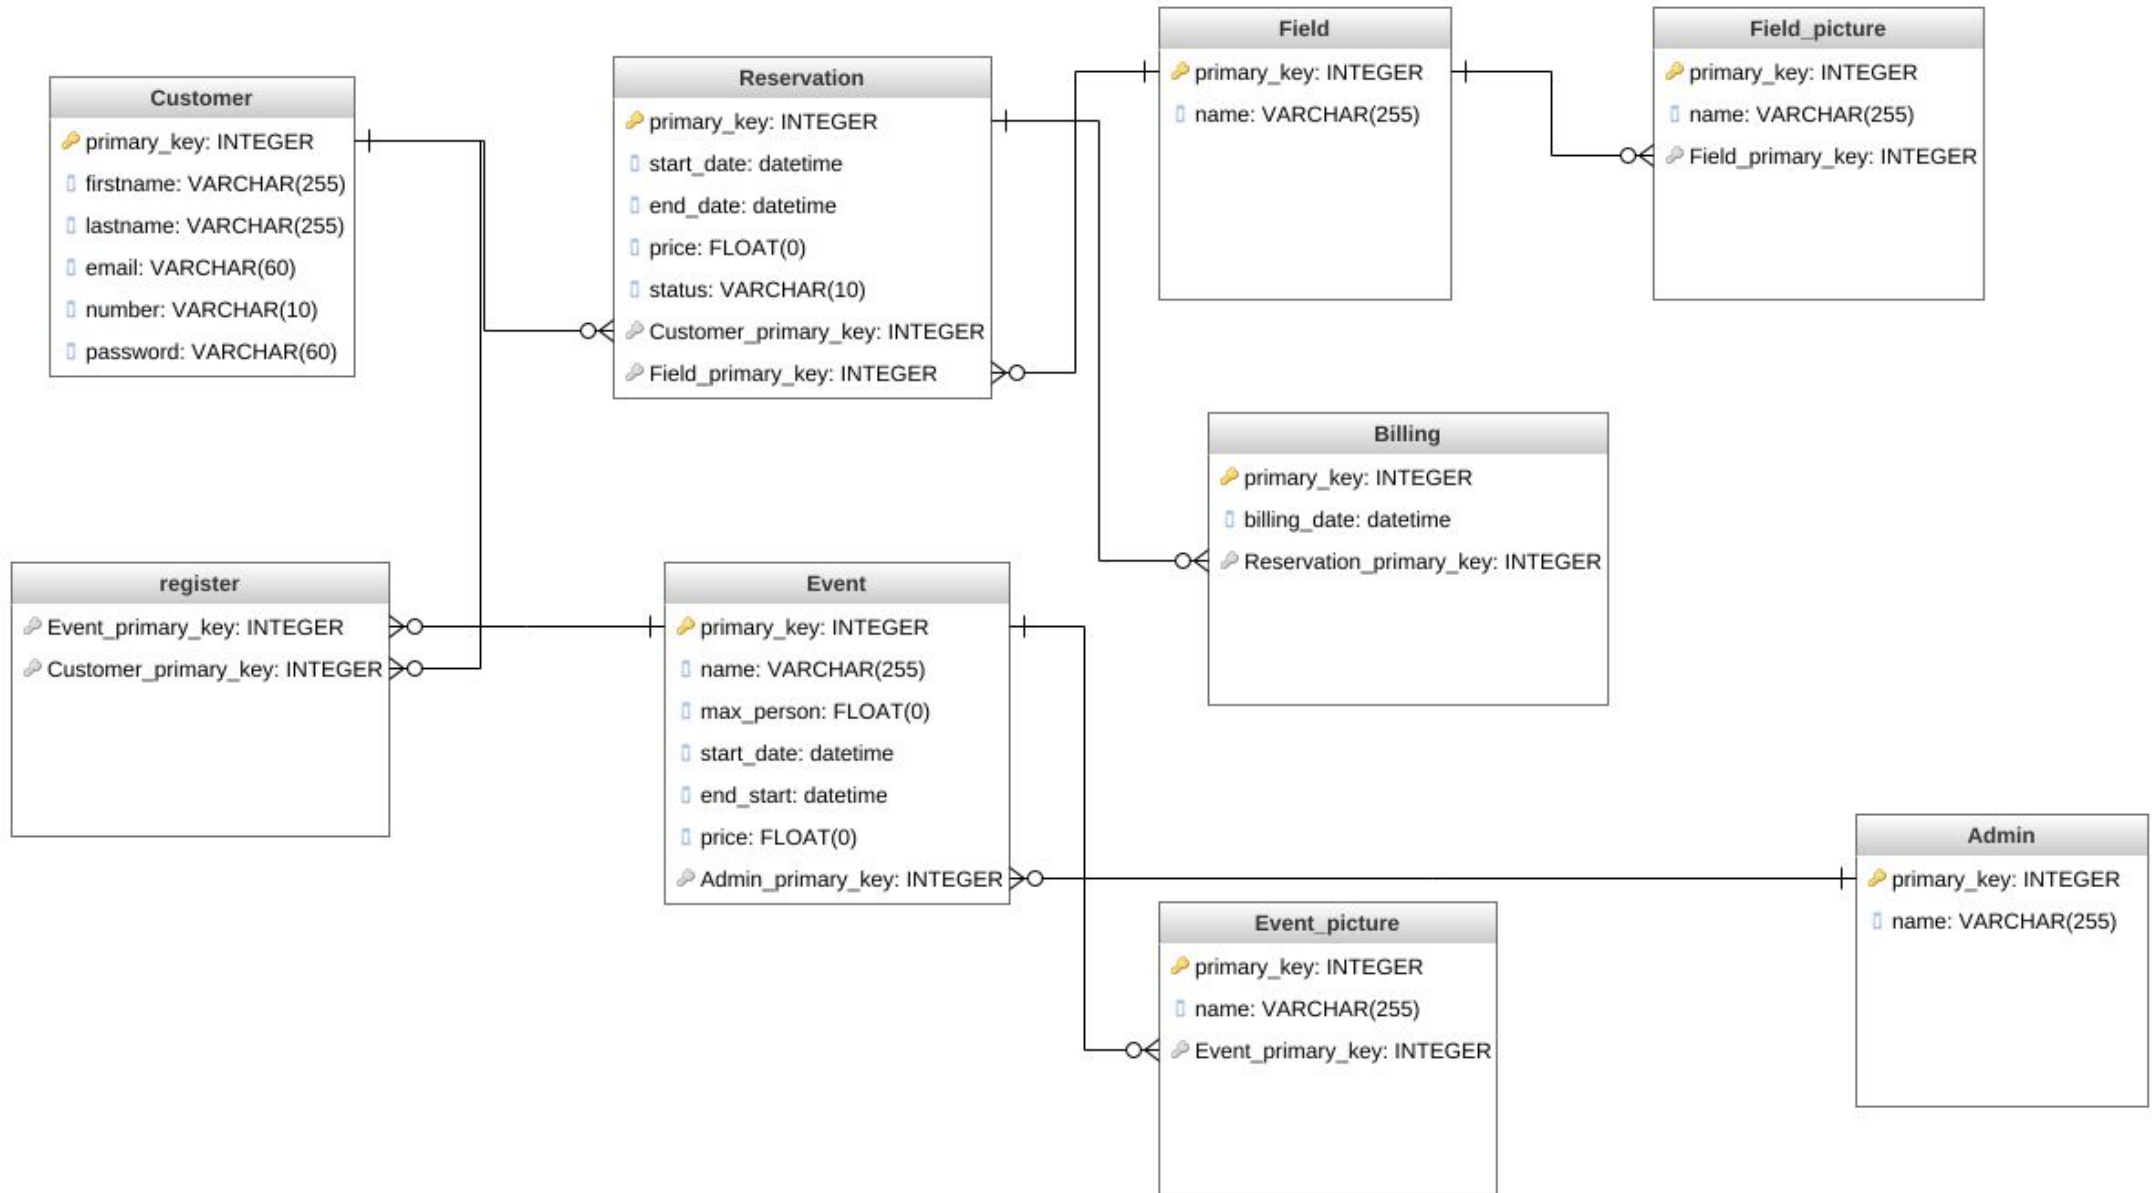 Customer
primary_key: INTEGER
firstname: VARCHAR(255)
lastname: VARCHAR(255)
email: VARCHAR(60)
number: VARCHAR(10)
password: VARCHAR(60)
Reservation
primary_key: INTEGER
start_date: datetime
end_date: datetime
price: FLOAT(0)
status: VARCHAR(10)
Customer_primary_key: INTEGER
Field_primary_key: INTEGER
Field
primary_key: INTEGER
name: VARCHAR(255)
Field_picture
primary_key: INTEGER
name: VARCHAR(255)
Field_primary_key: INTEGER
Billing
primary_key: INTEGER
billing_date: datetime
Reservation_primary_key: INTEGER
register
Event_primary_key: INTEGER
Customer_primary_key: INTEGER
Event
primary_key: INTEGER
name: VARCHAR(255)
max_person: FLOAT(0)
start_date: datetime
end_start: datetime
price: FLOAT(0)
Admin_primary_key: INTEGER
Event_picture
primary_key: INTEGER
name: VARCHAR(255)
Event_primary_key: INTEGER
Admin
primary_key: INTEGER
name: VARCHAR(255)